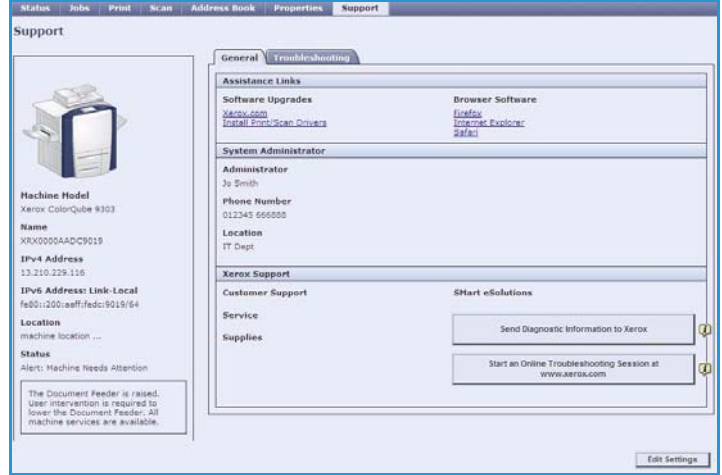 Status Jobs Print Scan Address Book Properties Support
Support
Machine Model
Xerox ColorQube 9303
Name
XRX0000AADC9019
IPv4 Address
13.210.229.116
IPv6 Address: Link-Local
fe80::200:aaff:fedc:9019/64
Location
machine location ...
Status
Alert: Machine Needs Attention
The Document Feeder is raised.
User intervention is required to
lower the Document Feeder. All
machine services are available.
General Troubleshooting
Assistance Links
Software Upgrades Browser Software
Xerox.com Firefox
Install Print/Scan Drivers Internet Explorer
Safari
System Administrator
Administrator
Jo Smith
Phone Number
012345 666888
Location
IT Dept
Xerox Support
Customer Support SMart eSolutions
Service
Supplies
Send Diagnostic Information to Xerox
Start an Online Troubleshooting Session at
www.xerox.com
Edit Settings